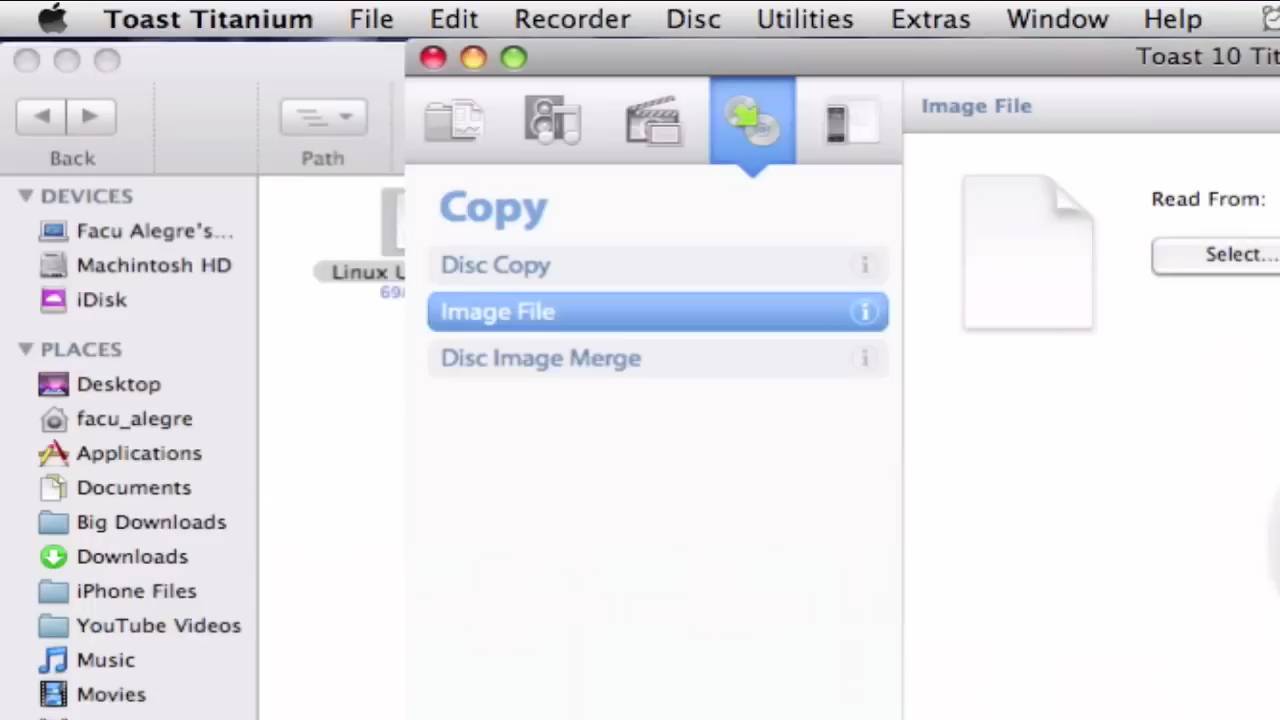 Toast Titanium File Edit Recorder Disc Utilities Extras Window Help
Toast 10
Back
Path
Image File
DEVICES
Facu Alegre's...
Machintosh HD
iDisk
PLACES
Desktop
facu_alegre
Applications
Documents
Big Downloads
Downloads
iPhone Files
YouTube Videos
Music
Movies
Linux
Copy
Disc Copy
Image File
Disc Image Merge
Read From:
Select...